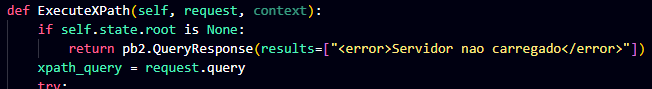 def ExecuteXPath(self, request, context):
if self.state.root is None:
return pb2.QueryResponse(results=["<error>Servidor nao carregado</error>"])
xpath_query = request.query
try: